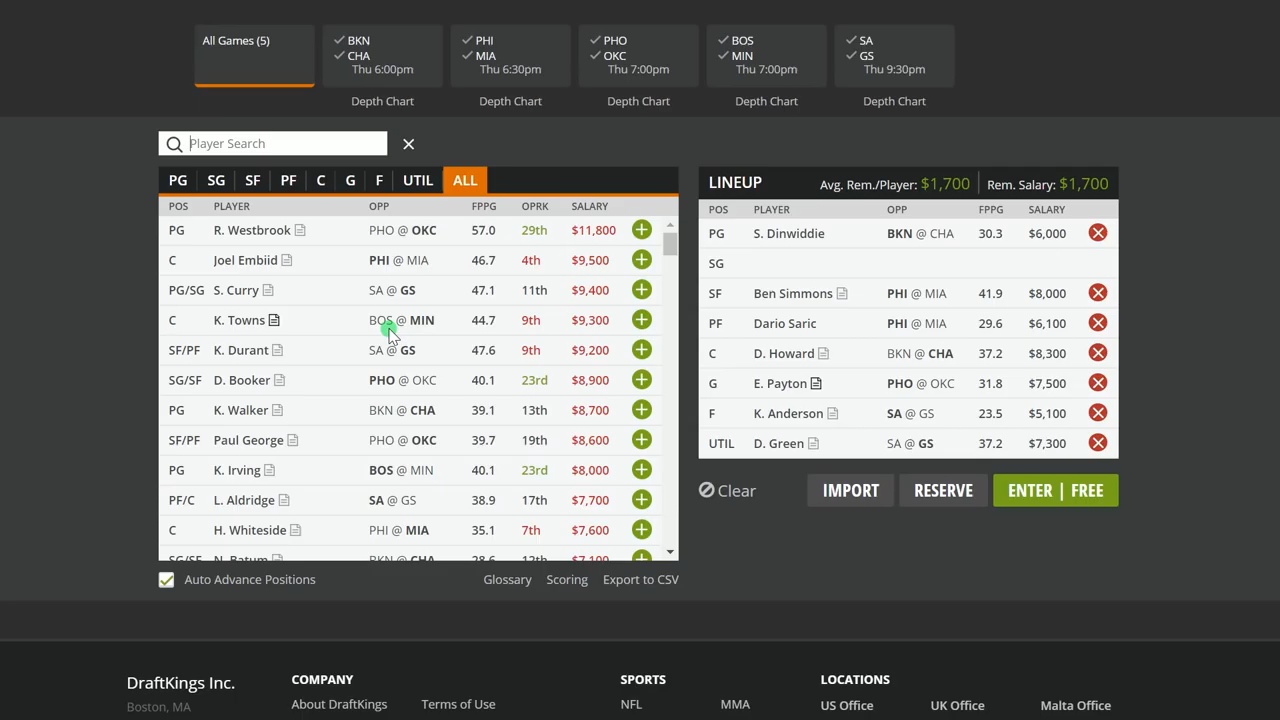 All Games (5)
BKN
CHA
Thu 6:00pm
PHI
MIA
Thu 6:30pm
PHO
OKC
Thu 7:00pm
BOS
MIN
Thu 7:00pm
SA
GS
Thu 9:30pm
Depth Chart Depth Chart Depth Chart Depth Chart Depth Chart
Player Search
PG SG SF PF C G F UTIL ALL
POS PLAYER OPP FPPG OPRK SALARY
PG R. Westbrook PHO @ OKC 57.0 29th $11,800
C Joel Embiid PHI @ MIA 46.7 4th $9,500
PG/SG S. Curry SA @ GS 47.1 11th $9,400
C K. Towns BOS @ MIN 44.7 9th $9,300
SF/PF K. Durant SA @ GS 47.6 9th $9,200
SG/SF D. Booker PHO @ OKC 40.1 23rd $8,900
PG K. Walker BKN @ CHA 39.1 13th $8,700
SF/PF Paul George PHO @ OKC 39.7 19th $8,600
PG K. Irving BOS @ MIN 40.1 23rd $8,000
PF/C L. Aldridge SA @ GS 38.9 17th $7,700
C H. Whiteside PHI @ MIA 35.1 7th $7,600
SG/SF N. Batum BKN @ CHA 28.6 12th $7,100
Auto Advance Positions Glossary Scoring Export to CSV
LINEUP Avg. Rem./Player: $1,700 Rem. Salary: $1,700
POS PLAYER OPP FPPG SALARY
PG S. Dinwiddie BKN @ CHA 30.3 $6,000
SG
SF Ben Simmons PHI @ MIA 41.9 $8,000
PF Dario Saric PHI @ MIA 29.6 $6,100
C D. Howard BKN @ CHA 37.2 $8,300
G E. Payton PHO @ OKC 31.8 $7,500
F K. Anderson SA @ GS 23.5 $5,100
UTIL D. Green SA @ GS 37.2 $7,300
Clear IMPORT RESERVE ENTER | FREE
DraftKings Inc.
Boston, MA
COMPANY
About DraftKings Terms of Use
SPORTS
NFL MMA
LOCATIONS
US Office UK Office Malta Office